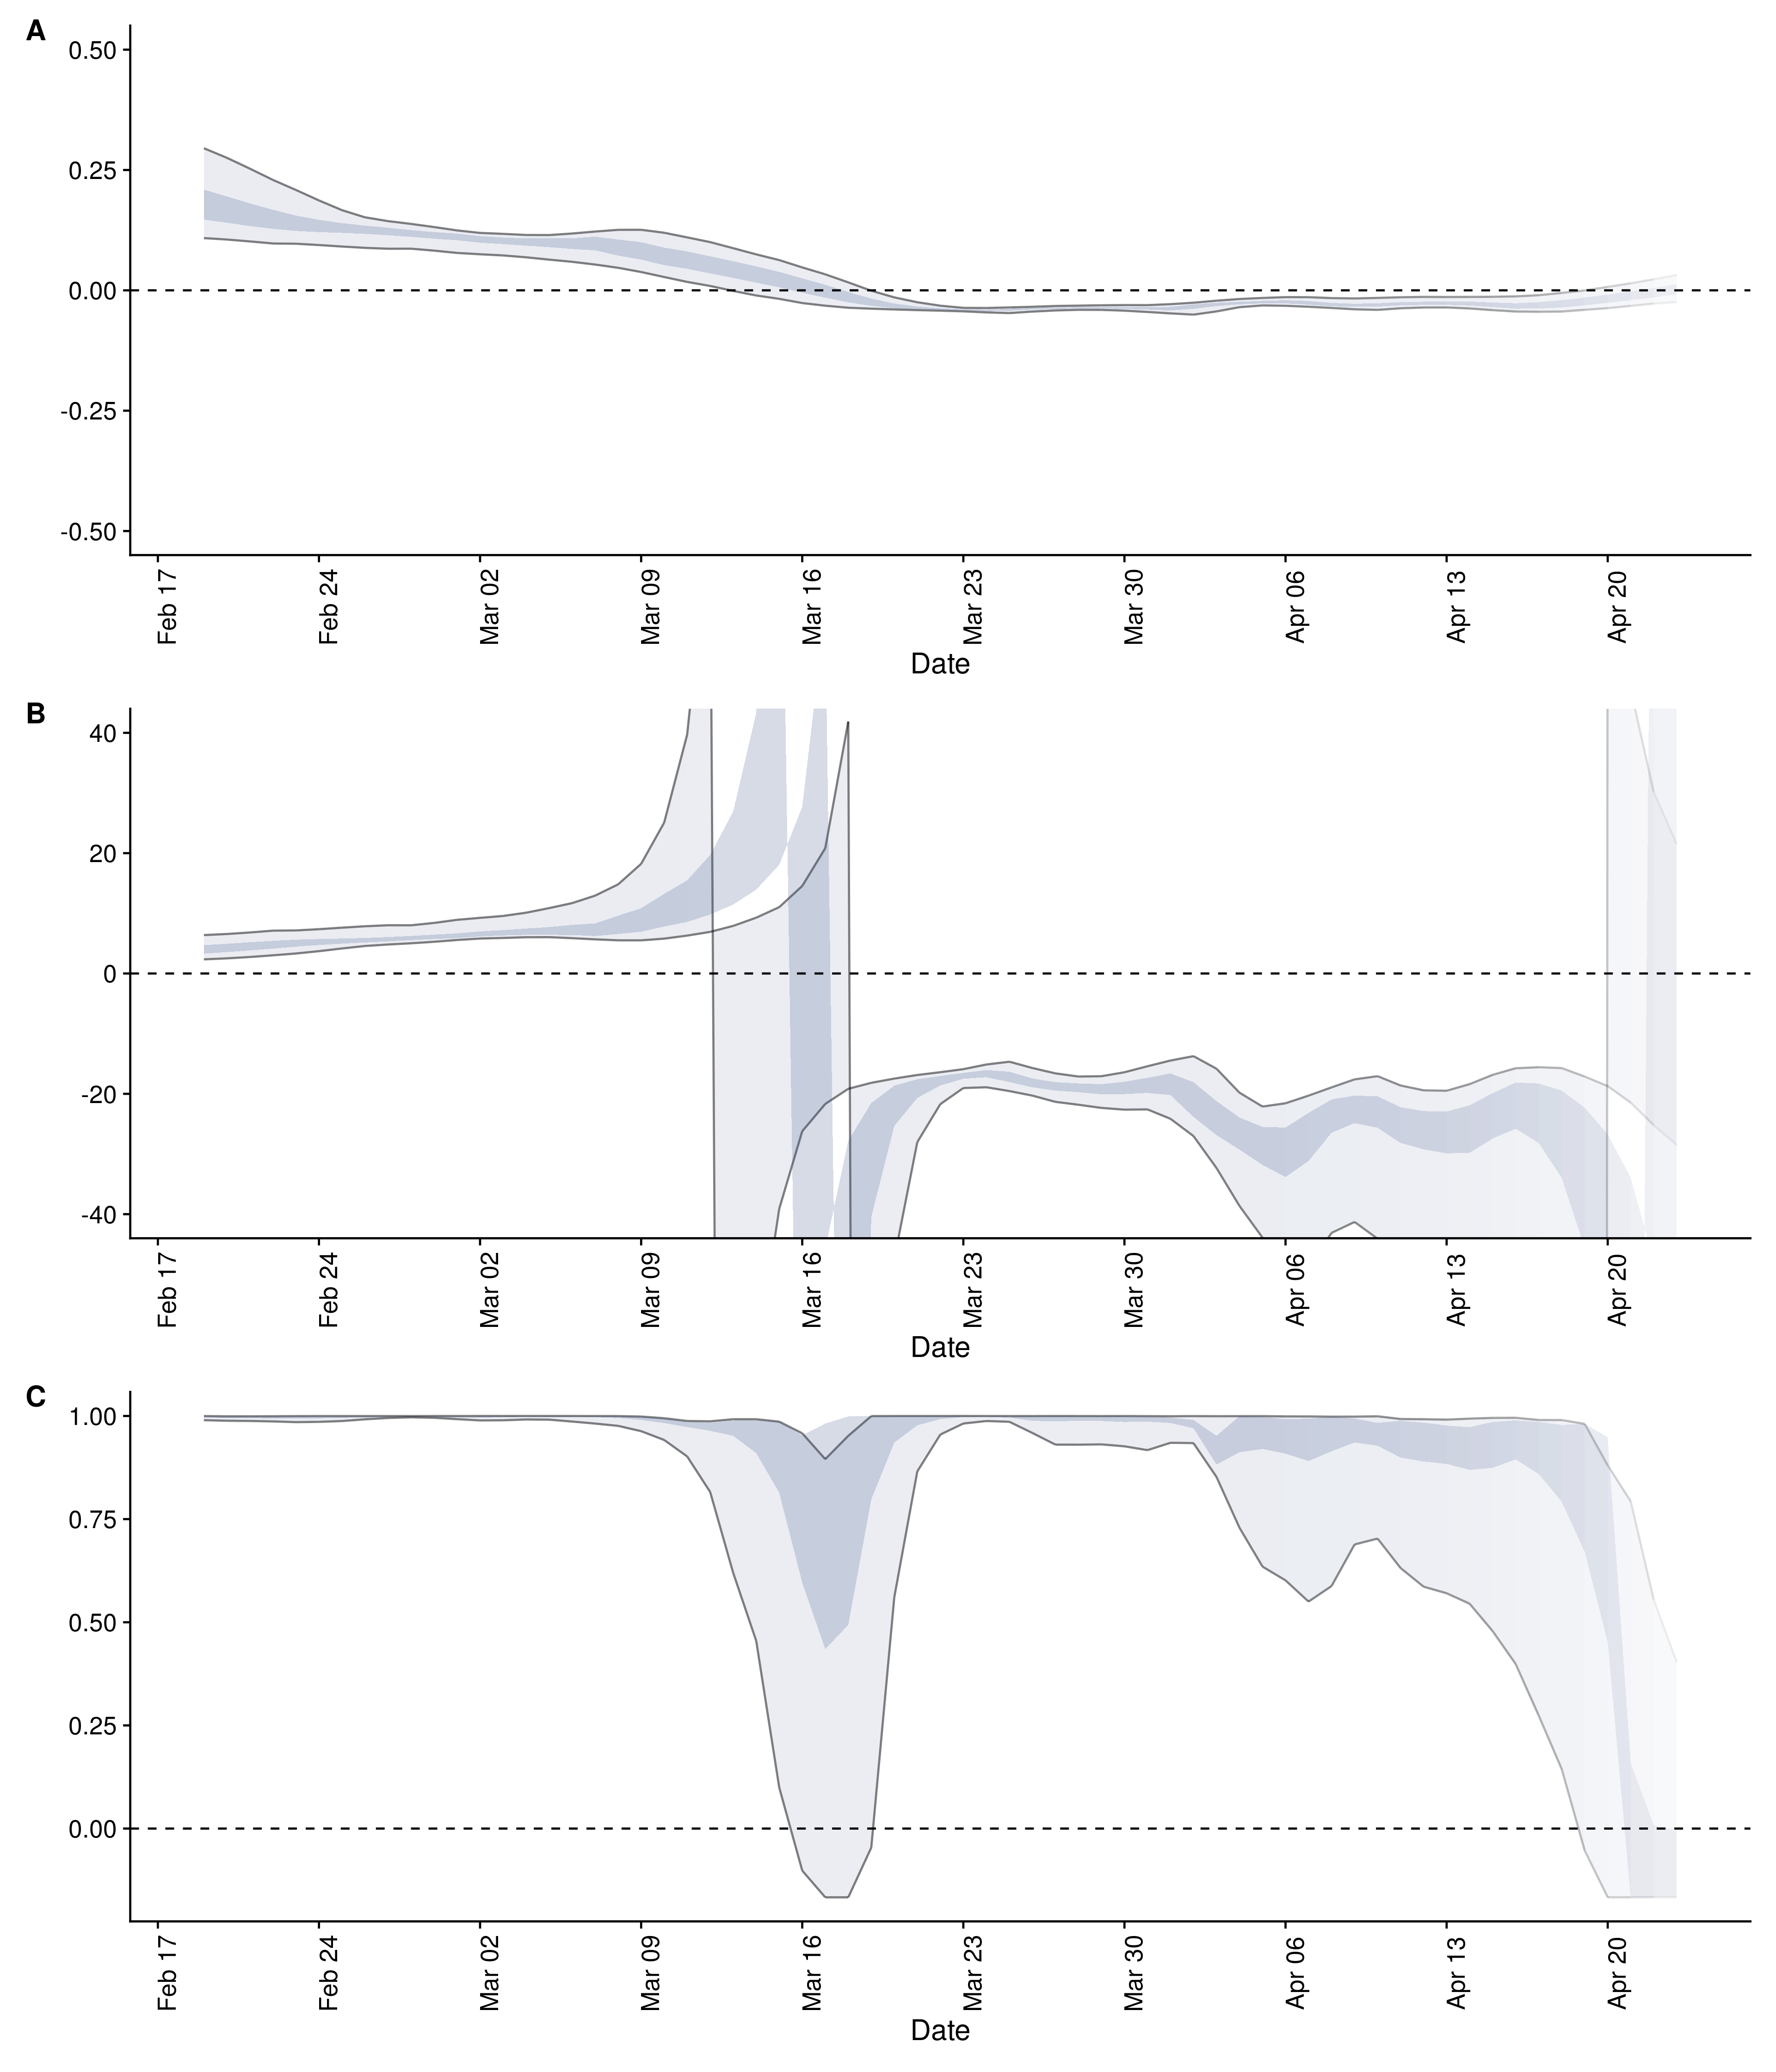 A
0.50
0.25
0.00
-0.25
-0.50
Feb 17
Feb 24
Mar 02
Mar 09
Mar 16
Mar 23
Mar 30
Apr 06
Apr 13
Apr 20
Date
B
40
20
0
-20
-40
Feb 17
Feb 24
Mar 02
Mar 09
Mar 16
Mar 23
Mar 30
Apr 06
Apr 13
Apr 20
Date
C
1.00
0.75
0.50
0.25
0.00
Feb 17
Feb 24
Mar 02
Mar 09
Mar 16
Mar 23
Mar 30
Apr 06
Apr 13
Apr 20
Date